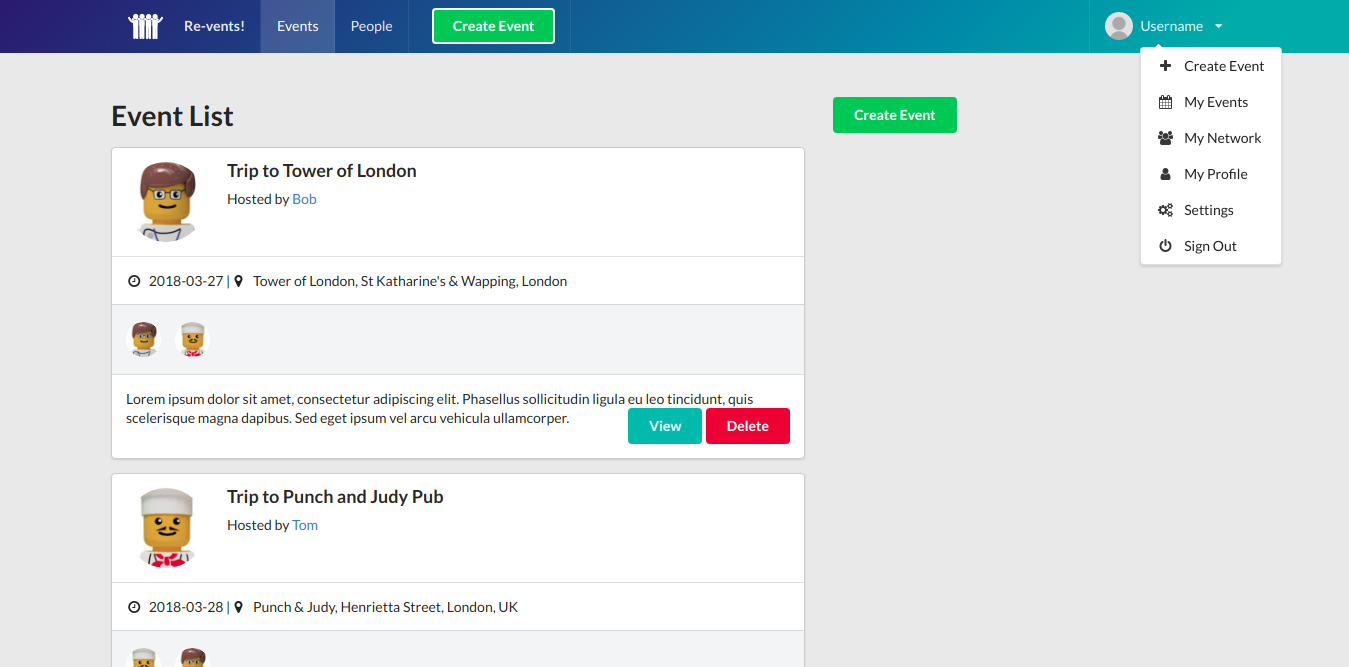 Re-vents!
Events
People
Create Event
Username
Create Event
My Events
My Network
My Profile
Settings
Sign Out
Event List
Create Event
Trip to Tower of London
Hosted by Bob
2018-03-27 | Tower of London, St Katharine's & Wapping, London
Lorem ipsum dolor sit amet, consectetur adipiscing elit. Phasellus sollicitudin ligula eu leo tincidunt, quis
scelerisque magna dapibus. Sed eget ipsum vel arcu vehicula ullamcorper.
View
Delete
Trip to Punch and Judy Pub
Hosted by Tom
2018-03-28 | Punch & Judy, Henrietta Street, London, UK